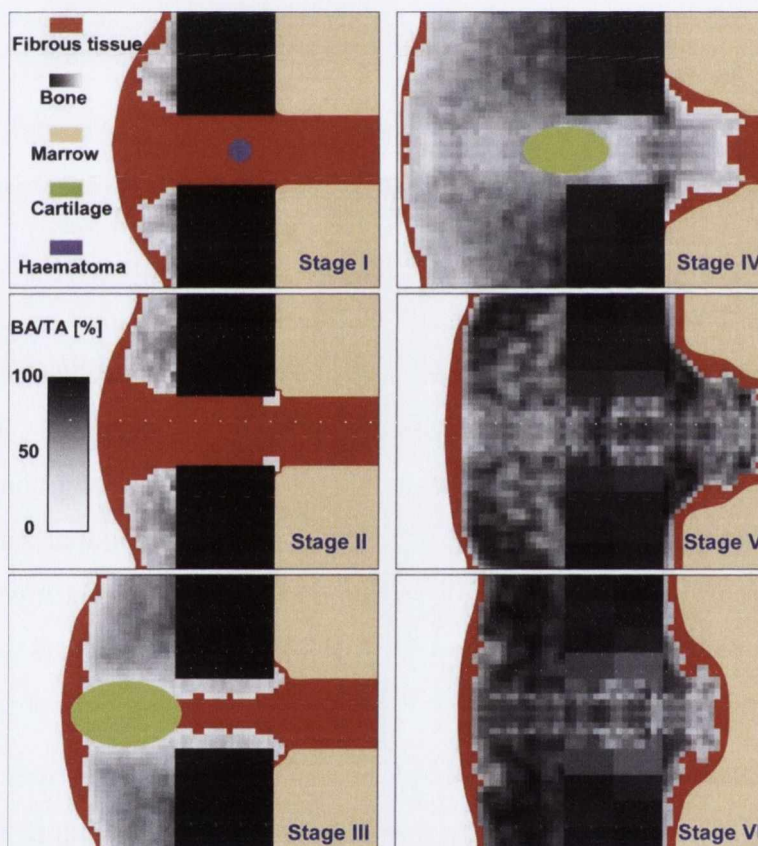 Fibrous tissue
Bone
Marrow
Cartilage
Haematoma
Stage I
Stage IV
BA/TA [%]
100
50
0
Stage II
Stage V
Stage III
Stage VI